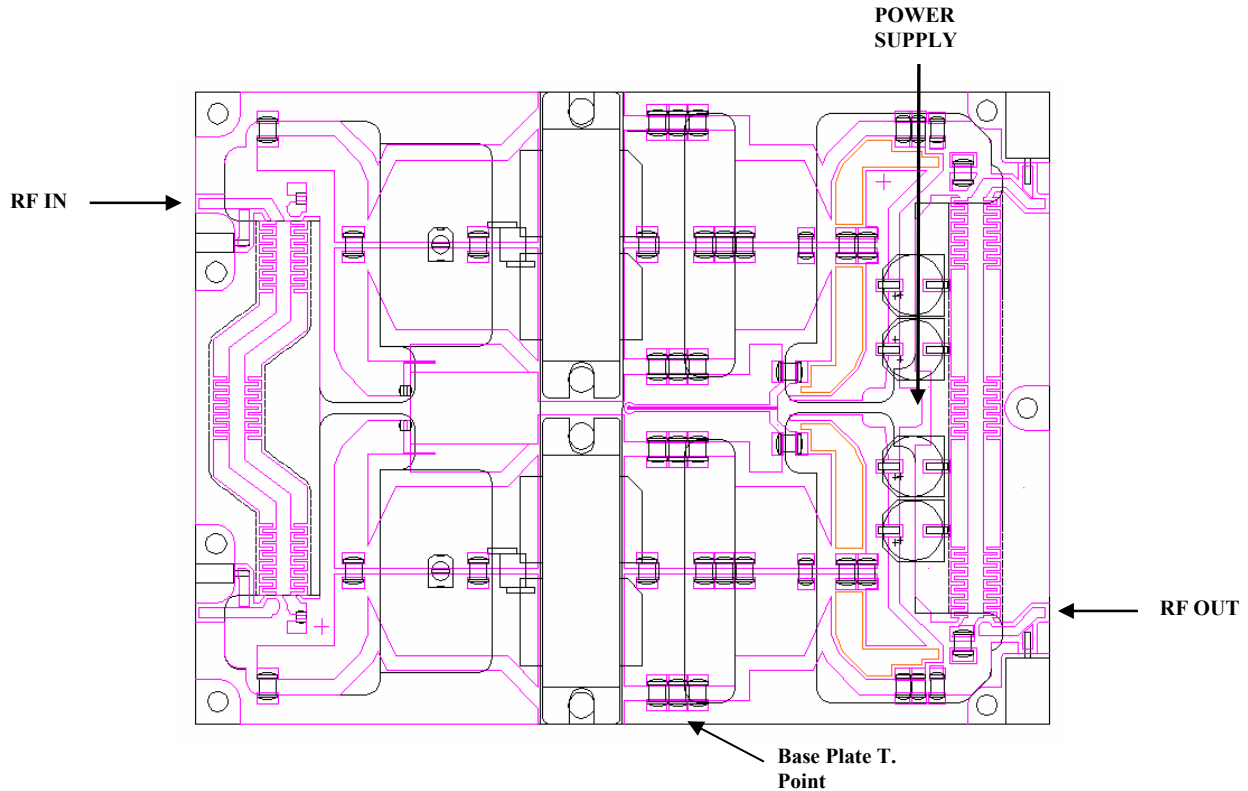 POWER
SUPPLY
RF IN
RF OUT
Base Plate T.
Point